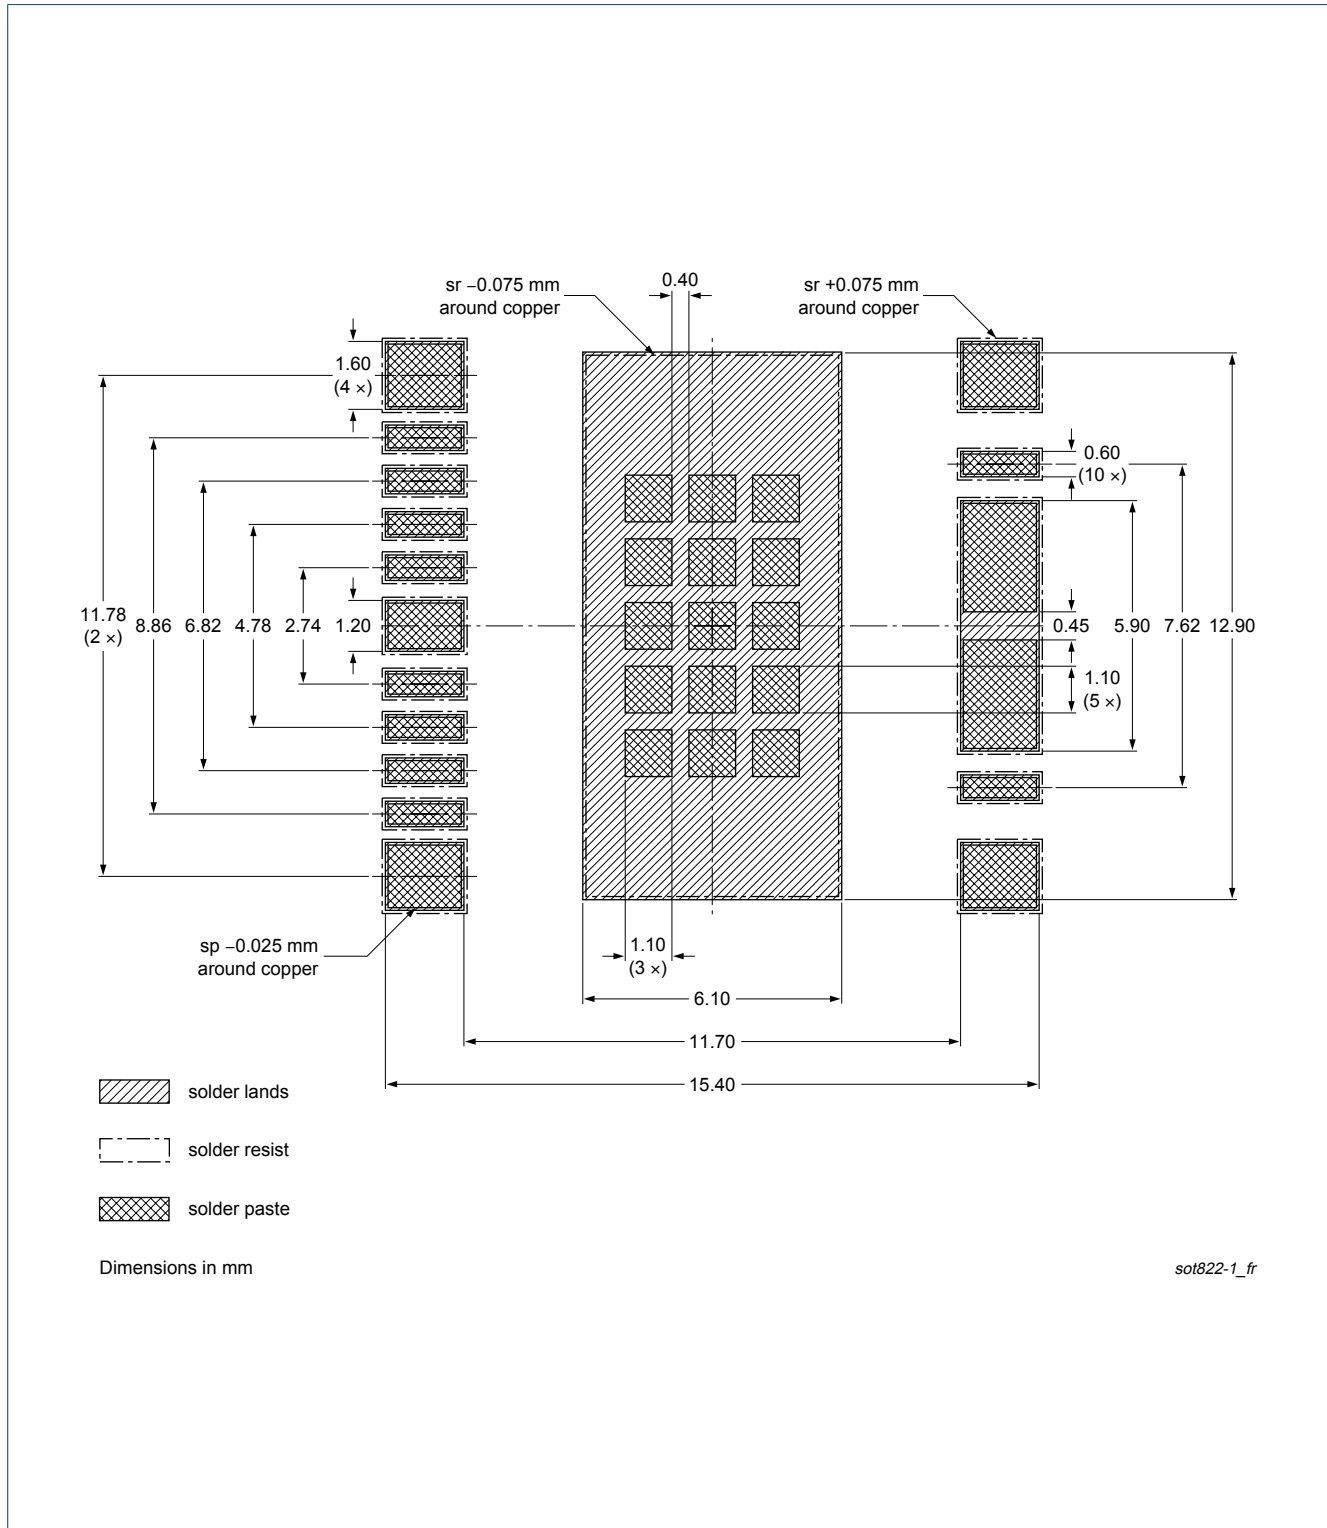 sr −0.075 mm
around copper
0.40
sr +0.075 mm
around copper
1.60
(4 ×)
0.60
(10 ×)
11.78
(2 ×)
8.86
6.82
4.78
2.74
1.20
0.45
5.90
7.62
12.90
1.10
(5 ×)
sp −0.025 mm
around copper
1.10
(3 ×)
6.10
11.70
15.40
solder lands
solder resist
solder paste
Dimensions in mm
sot822-1_fr